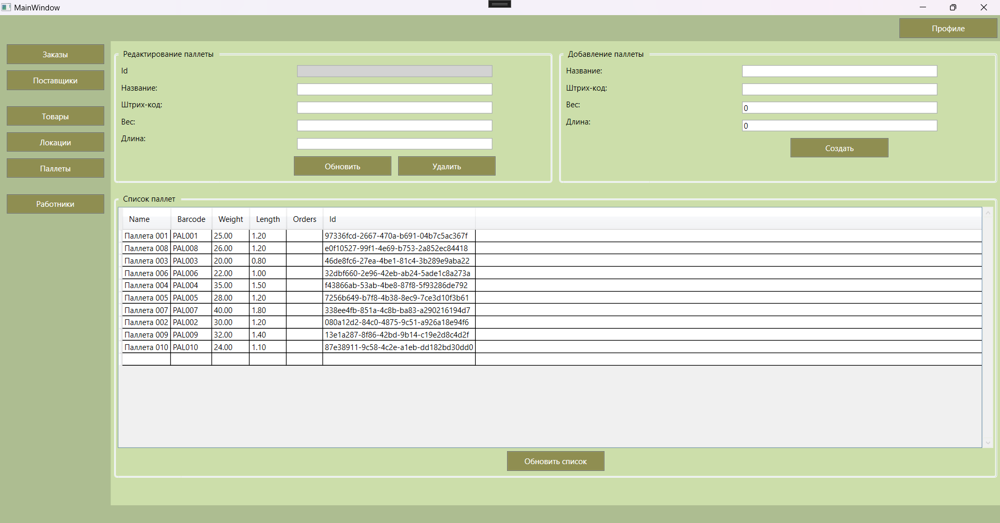 MainWindow
Профиле
Заказы
Поставщики
Товары
Локации
Паллеты
Работники
Редактирование паллеты
Id
Название:
Штрих-код:
Вес:
Длина:
Обновить Удалить
Добавление паллеты
Название:
Штрих-код:
Вес: 0
Длина: 0
Создать
Список паллет
Name Barcode Weight Length Orders Id
Паллета 001 PAL001 25.00 1.20 97336fcd-2667-470a-b691-04b7c5ac367f
Паллета 008 PAL008 26.00 1.20 e0f10527-99f1-4e69-b753-2a852ec84418
Паллета 003 PAL003 20.00 0.80 46de8fc6-27ea-4be1-81c4-3b289e9aba22
Паллета 006 PAL006 22.00 1.00 32dbf660-2e96-42eb-ab24-5ade1c8a273a
Паллета 004 PAL004 35.00 1.50 f43866ab-53ab-4be8-87f8-5f93286de792
Паллета 005 PAL005 28.00 1.20 7256b649-b7f8-4b38-8ec9-7ce3d10f3b61
Паллета 007 PAL007 40.00 1.80 338ee4fb-851a-4c8b-ba83-a290216194d7
Паллета 002 PAL002 30.00 1.20 080a12d2-84c0-4875-9c51-a926a18e94f6
Паллета 009 PAL009 32.00 1.40 13e1a287-8f86-42bd-9b14-c19e2d8c4d2f
Паллета 010 PAL010 24.00 1.10 87e38911-9c58-4c2e-a1eb-dd182bd30dd0
Обновить список